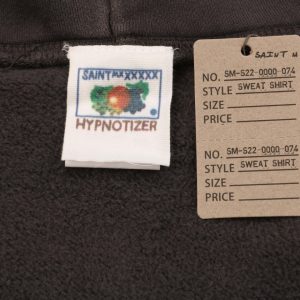 SAINT MXXXXXX
HYPNOTIZER
SAINT M
NO. SM-S22-0000-074
STYLE SWEAT SHIRT
SIZE
PRICE
NO. SM-S22-0000-074
STYLE SWEAT SHIRT
SIZE
PRICE